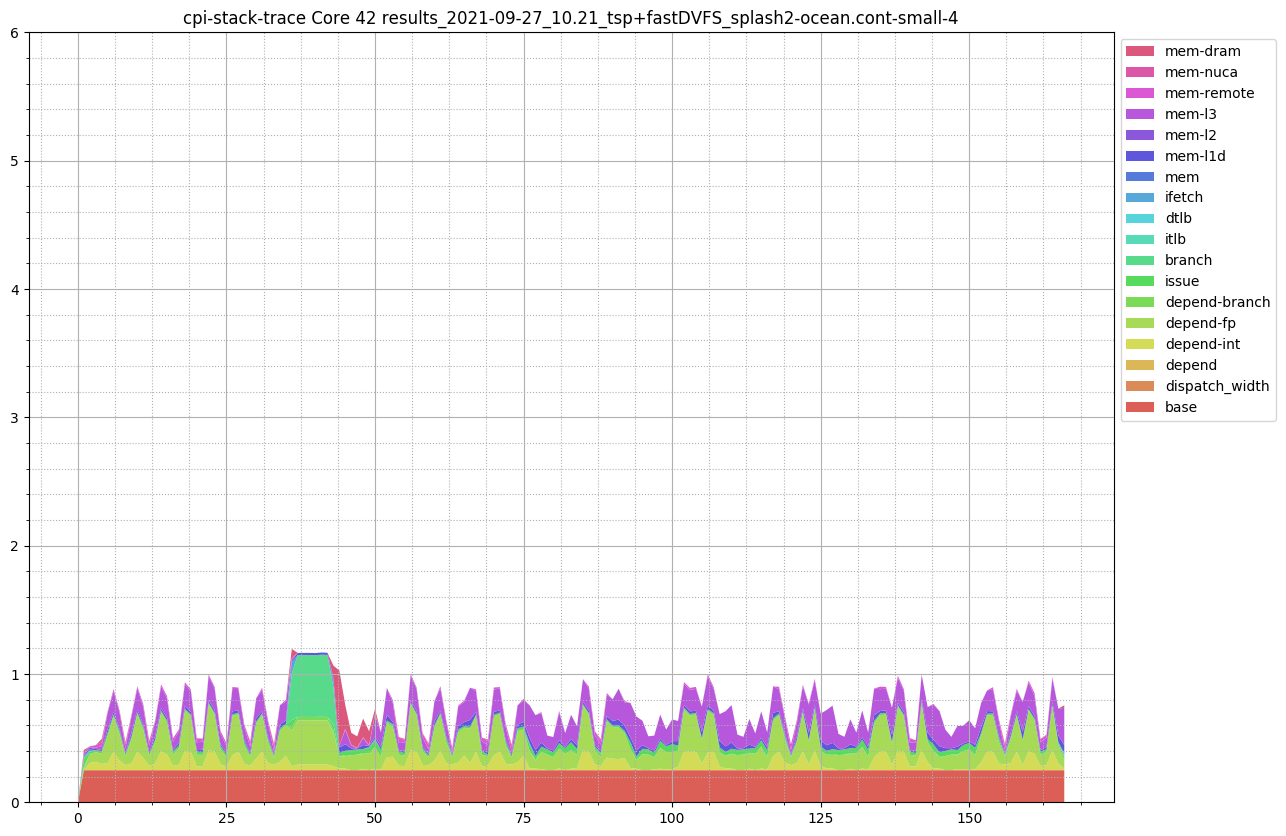 cpi-stack-trace Core 42 results_2021-09-27_10.21_tsp+fastDVFS_splash2-ocean.cont-small-4
6
5
4
3
2
1
0
0 25 50 75 100 125 150
mem-dram
mem-nuca
mem-remote
mem-l3
mem-l2
mem-l1d
mem
ifetch
dtlb
itlb
branch
issue
depend-branch
depend-fp
depend-int
depend
dispatch_width
base